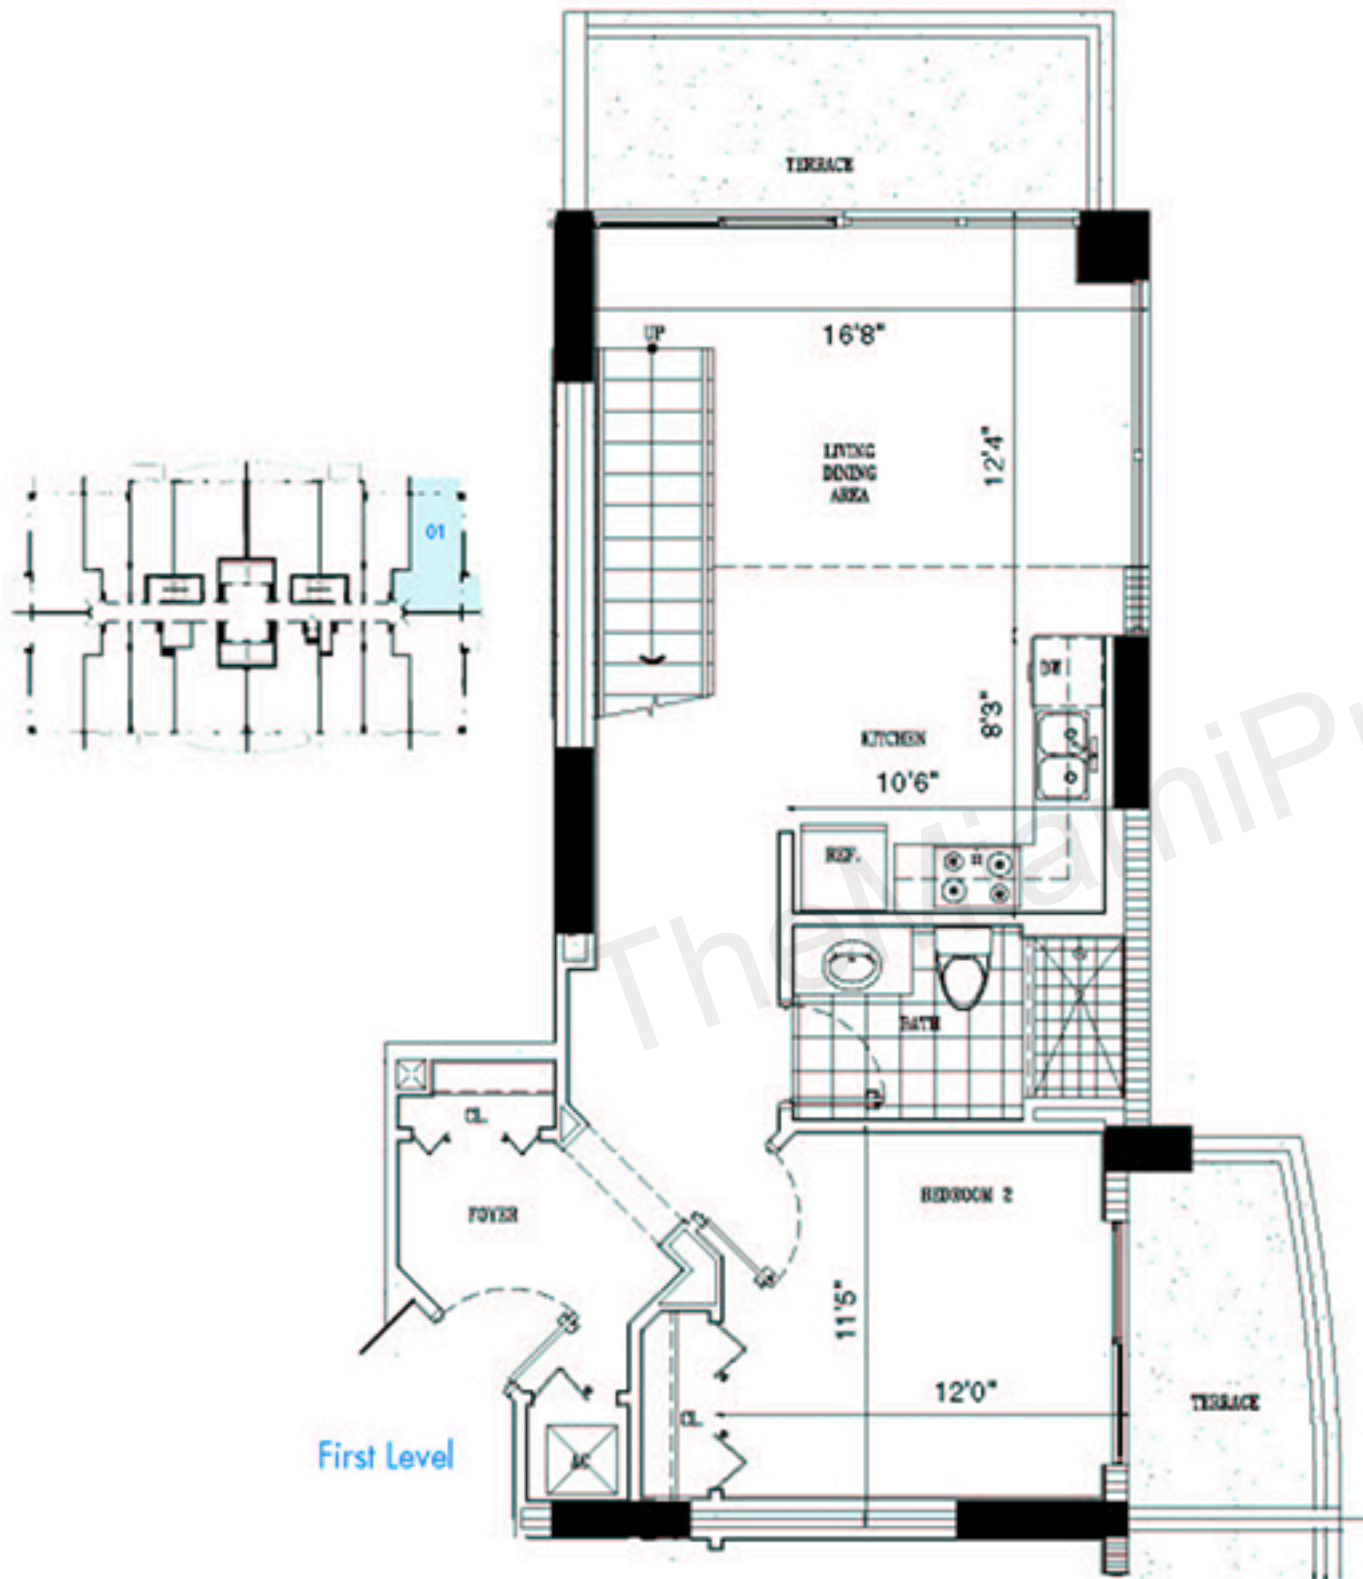 TERRACE
16'8"
UP
LIVING
DINING
AREA
12'4"
01
DW
8'3"
KITCHEN
10'6"
REF.
TheMiamiPr
BATH
CL.
FOYER
BEDROOM 2
11'5"
12'0"
CL.
TERRACE
AC
First Level